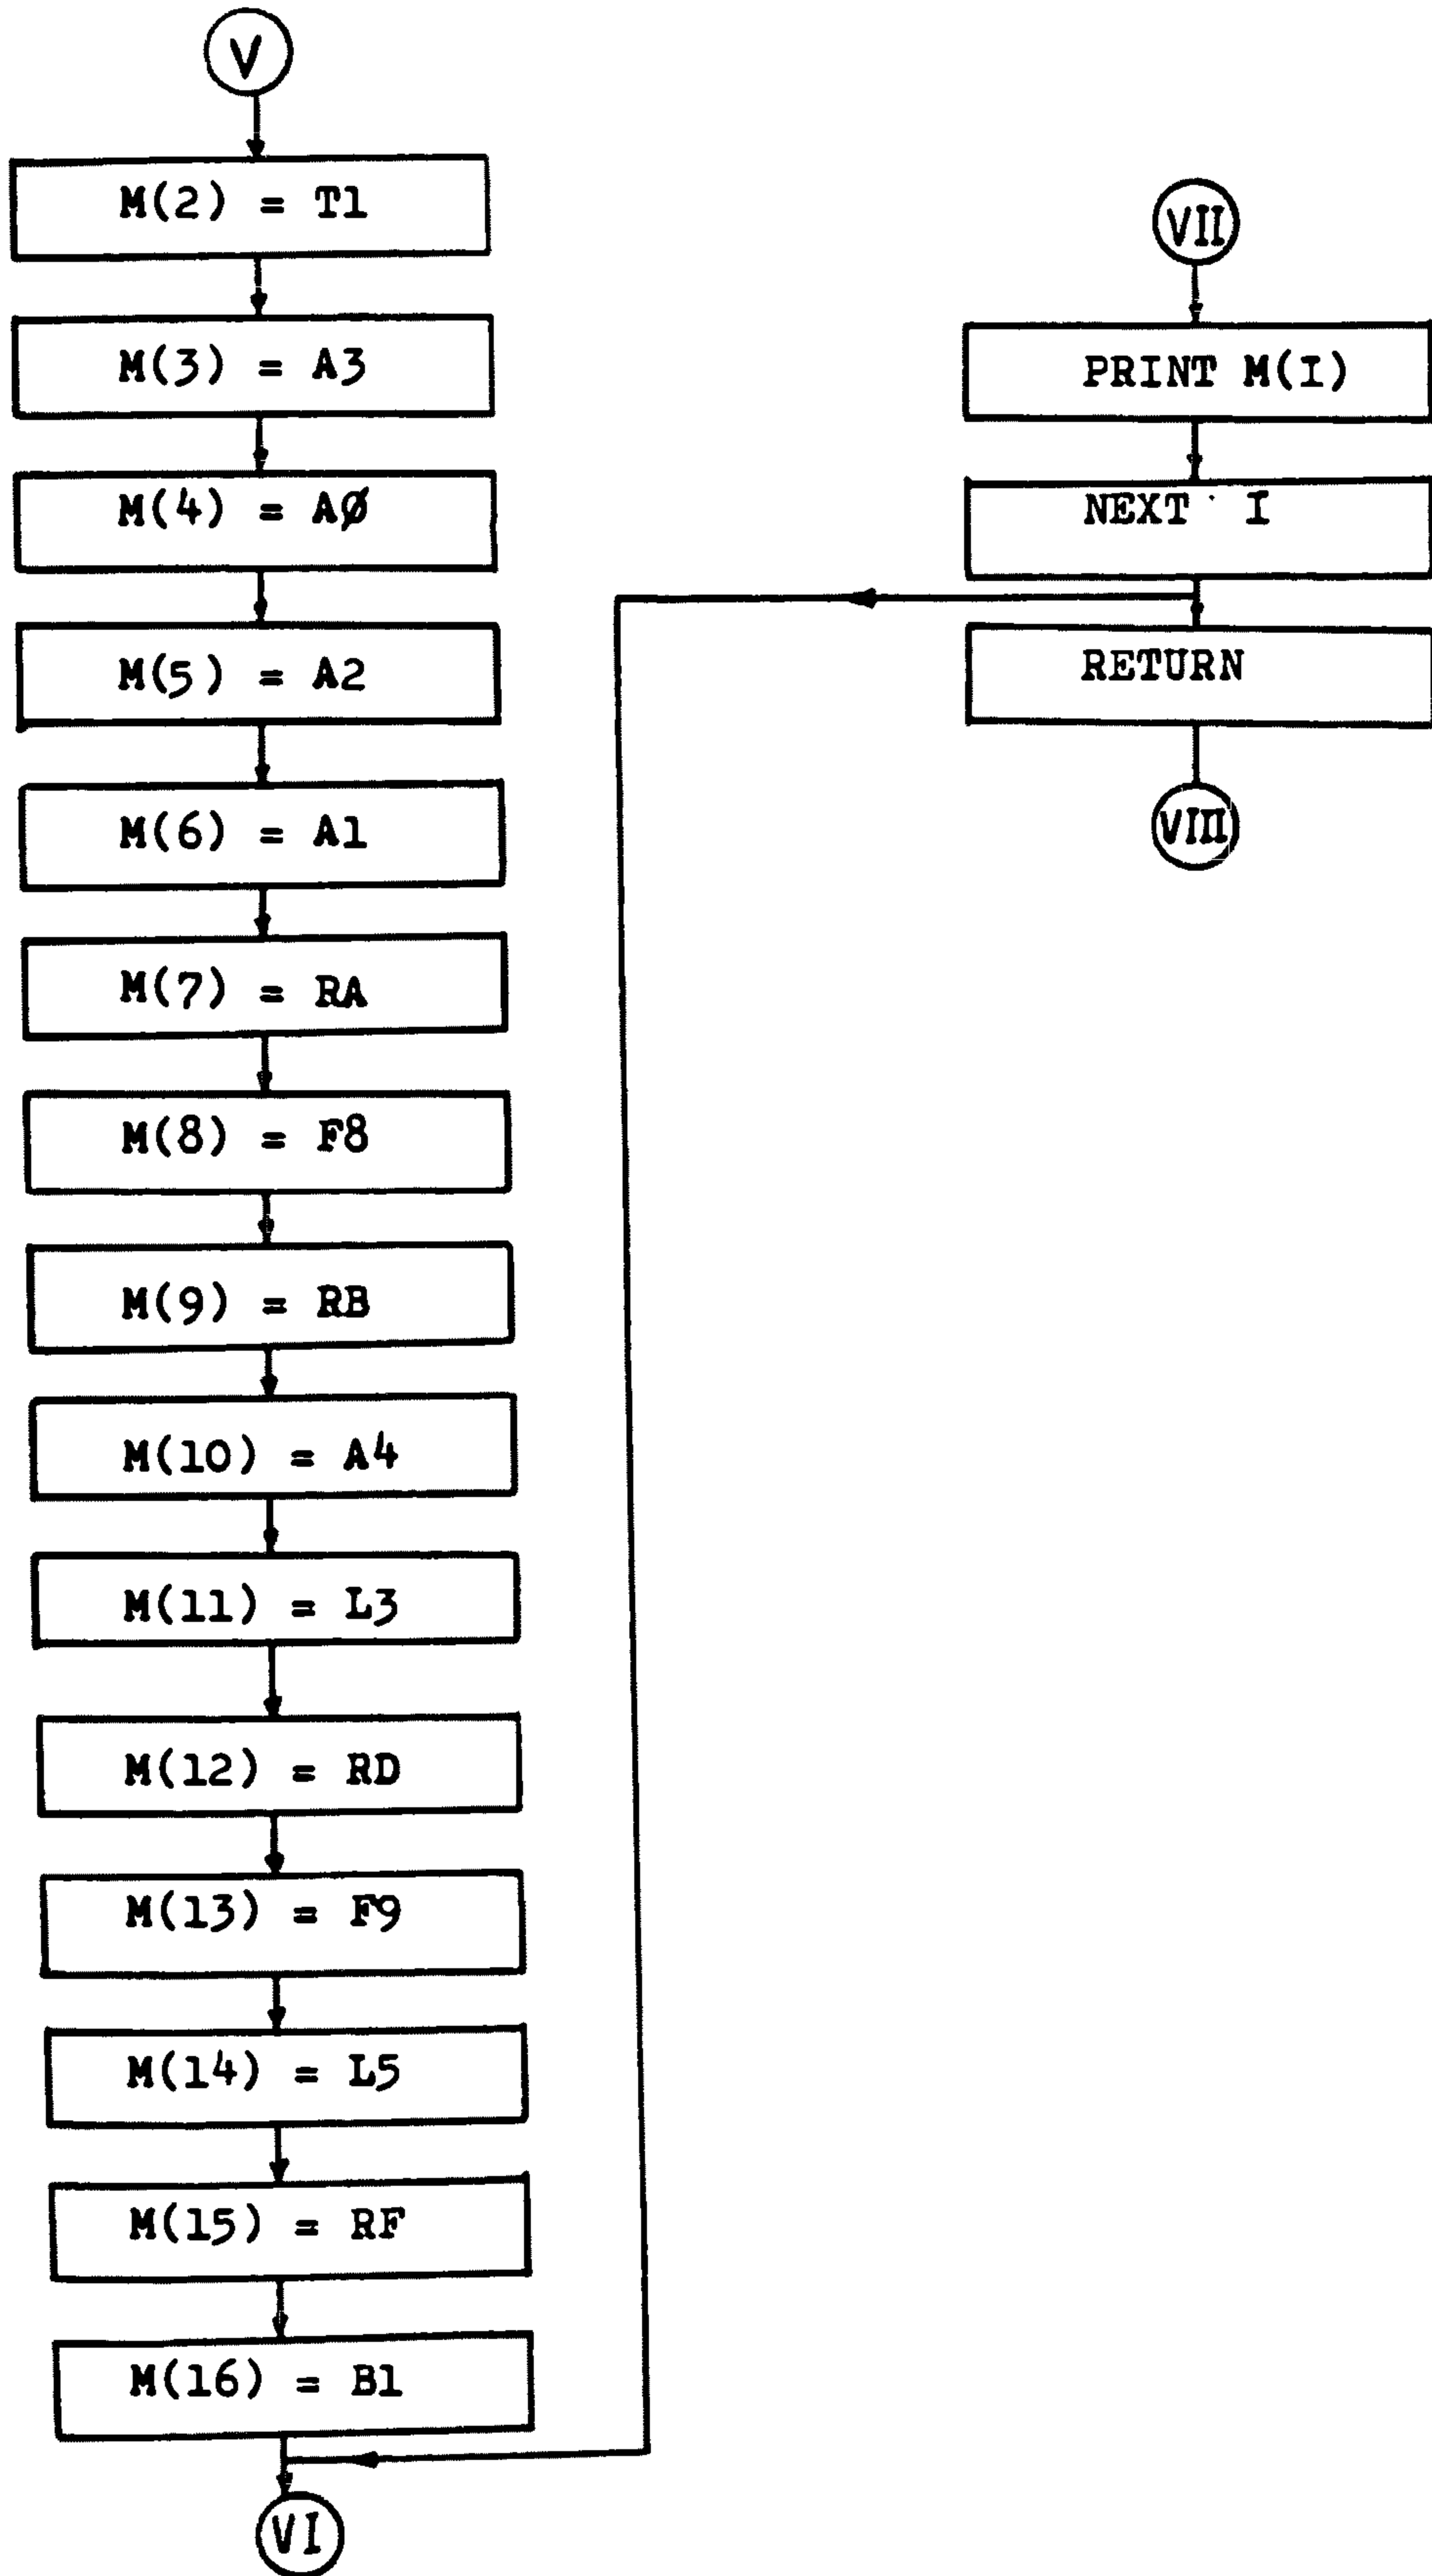 V
M(2) = T1
M(3) = A3
M(4) = AØ
M(5) = A2
M(6) = A1
M(7) = RA
M(8) = F8
M(9) = RB
M(10) = A4
M(11) = L3
M(12) = RD
M(13) = F9
M(14) = L5
M(15) = RF
M(16) = B1
VI
VII
PRINT M(I)
NEXT I
RETURN
VIII